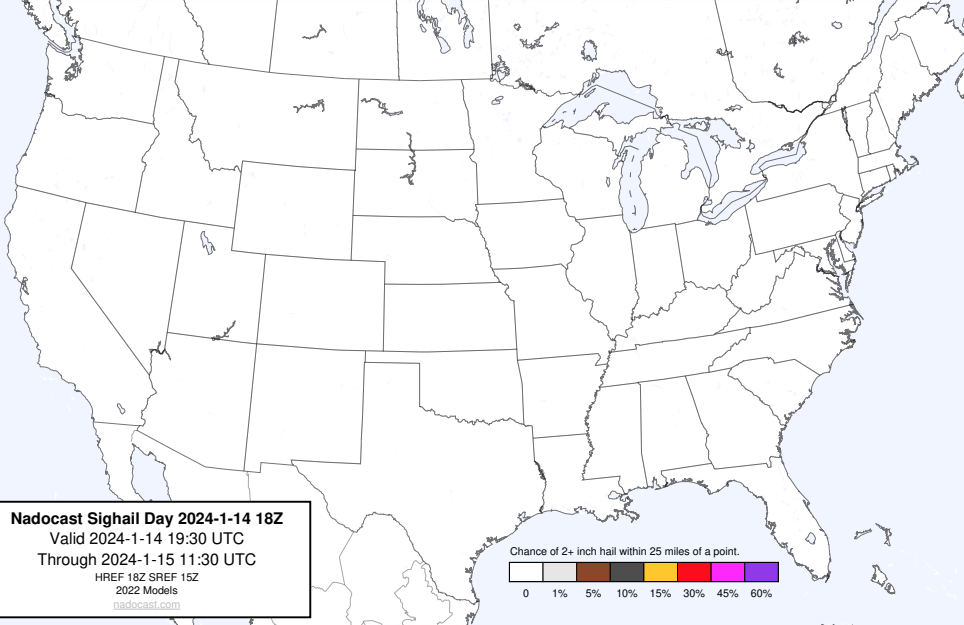 Nadocast Sighail Day 2024-1-14 18Z
Valid 2024-1-14 19:30 UTC
Through 2024-1-15 11:30 UTC
HREF 18Z SREF 15Z
2022 Models
nadocast.com
Chance of 2+ inch hail within 25 miles of a point.
0 1% 5% 10% 15% 30% 45% 60%